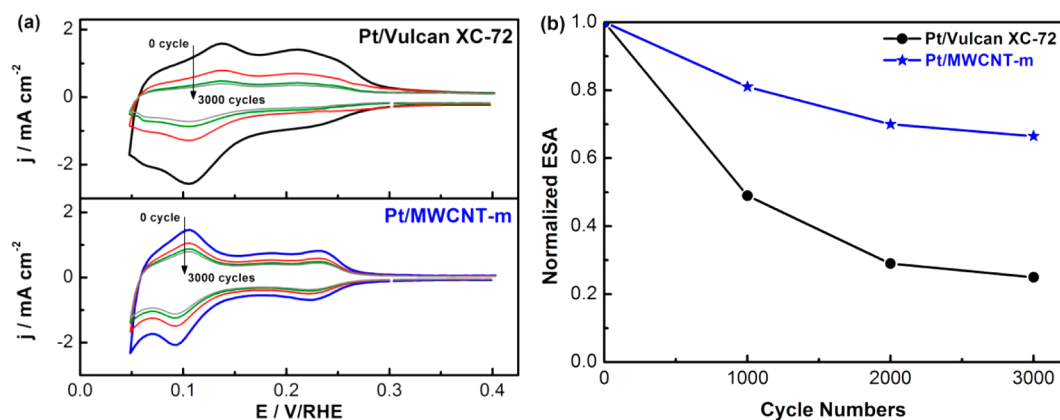 (a)
2
Pt/Vulcan XC-72
0 cycle
0
3000 cycles
-2
j / mA cm-2
2
Pt/MWCNT-m
0 cycle
0
3000 cycles
-2
j / mA cm-2
0.0 0.1 0.2 0.3 0.4
E / V/RHE
(b)
1.0
Pt/Vulcan XC-72
Pt/MWCNT-m
0.8
0.6
0.4
0.2
0.0
Normalized ESA
0 1000 2000 3000
Cycle Numbers